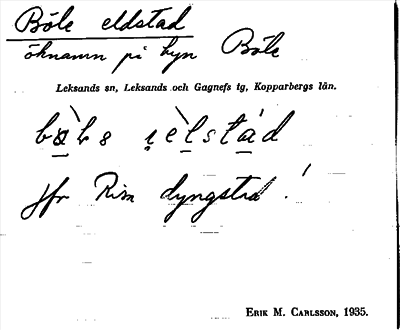 Böle eldstad
öknamn på byn Böle
Leksands sn, Leksands och Gagnefs tg, Kopparbergs län.
jfr Rim dyngstad!
ERIK M. CARLSSON, 1935.